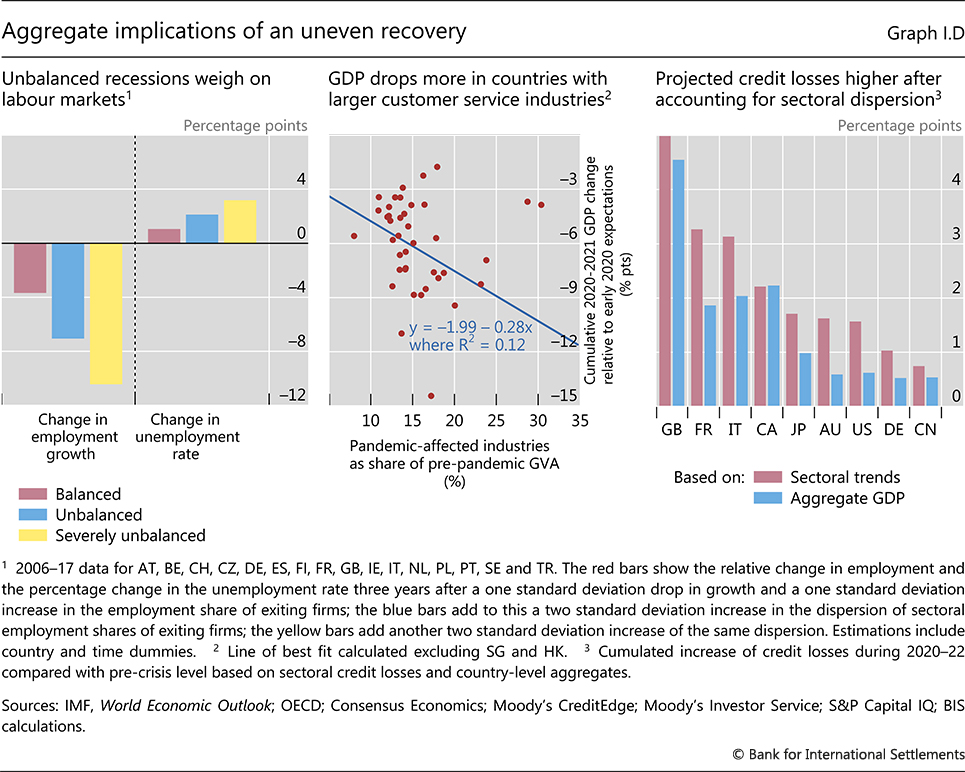 Aggregate implications of an uneven recovery
Graph I.D
Unbalanced recessions weigh on
labour markets¹
Percentage points
4
0
–4
–8
–12
Change in
employment
growth
Change in
unemployment
rate
Balanced
Unbalanced
Severely unbalanced
GDP drops more in countries with
larger customer service industries²
–3
–6
–9
–12
–15
Cumulative 2020-2021 GDP change
relative to early 2020 expectations
(% pts)
y = –1.99 – 0.28x
where R² = 0.12
10 15 20 25 30 35
Pandemic-affected industries
as share of pre-pandemic GVA
(%)
Projected credit losses higher after
accounting for sectoral dispersion³
Percentage points
4
3
2
1
0
GB FR IT CA JP AU US DE CN
Based on: Sectoral trends
Aggregate GDP
¹ 2006–17 data for AT, BE, CH, CZ, DE, ES, FI, FR, GB, IE, IT, NL, PL, PT, SE and TR. The red bars show the relative change in employment and
the percentage change in the unemployment rate three years after a one standard deviation drop in growth and a one standard deviation
increase in the employment share of exiting firms; the blue bars add to this a two standard deviation increase in the dispersion of sectoral
employment shares of exiting firms; the yellow bars add another two standard deviation increase of the same dispersion. Estimations include
country and time dummies. ² Line of best fit calculated excluding SG and HK. ³ Cumulated increase of credit losses during 2020–22
compared with pre-crisis level based on sectoral credit losses and country-level aggregates.
Sources: IMF, World Economic Outlook; OECD; Consensus Economics; Moody's CreditEdge; Moody's Investor Service; S&P Capital IQ; BIS
calculations.
© Bank for International Settlements